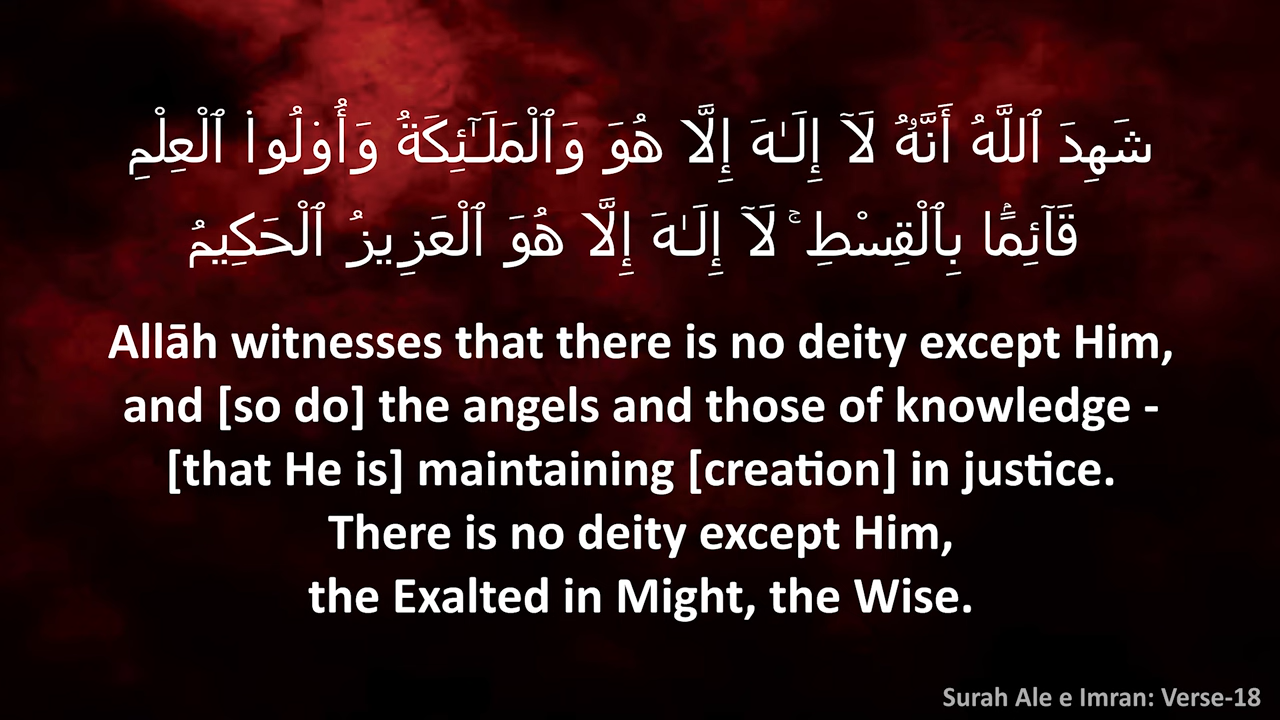 شَهِدَ ٱللَّهُ أَنَّهُۥ لَآ إِلَـٰهَ إِلَّا هُوَ وَٱلْمَلَـٰٓئِكَةُ وَأُو۟لُوا۟ ٱلْعِلْمِ
قَآئِمًۢا بِٱلْقِسْطِ ۚ لَآ إِلَـٰهَ إِلَّا هُوَ ٱلْعَزِيزُ ٱلْحَكِيمُ
Allāh witnesses that there is no deity except Him,
and [so do] the angels and those of knowledge -
[that He is] maintaining [creation] in justice.
There is no deity except Him,
the Exalted in Might, the Wise.
Surah Ale e Imran: Verse-18